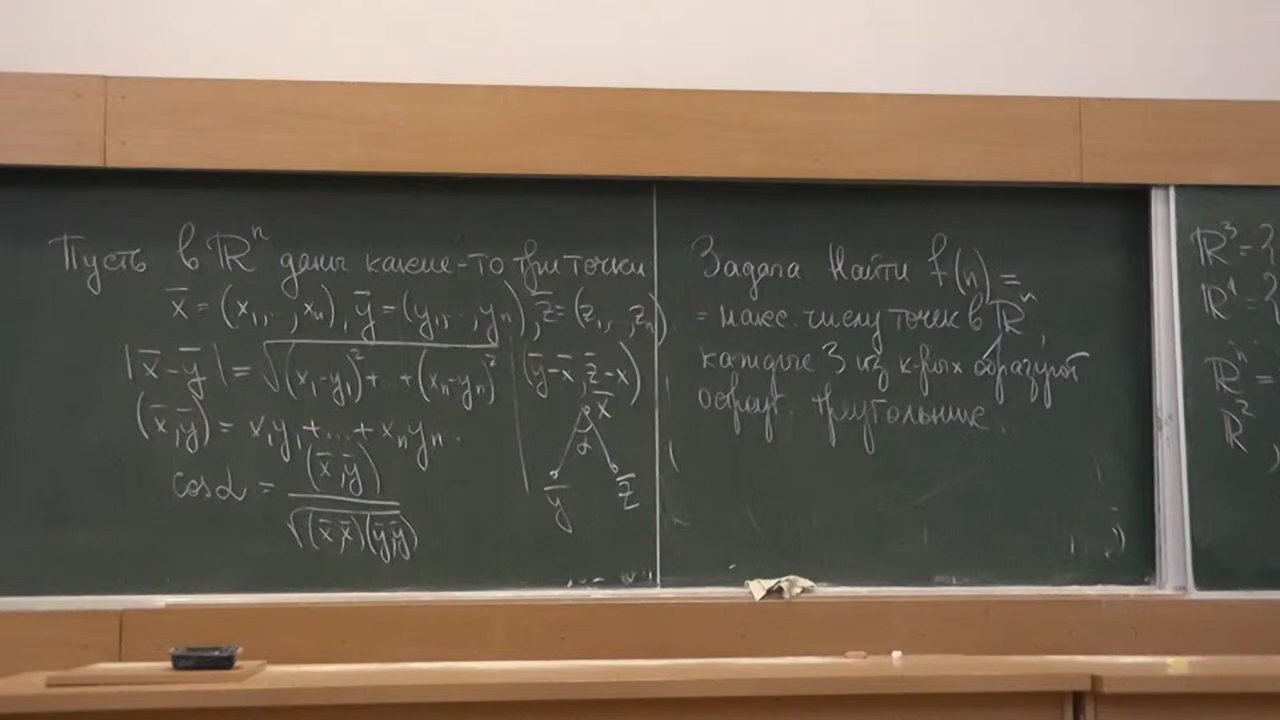 Пусть в ℝⁿ даны какие-то три точки
x̄ = (x₁, .., xₙ), ȳ = (y₁, .., yₙ), z̄ = (z₁, zₙ).
|x̄-ȳ| = √(x₁-y₁)²+..+(xₙ-yₙ)²
(x̄,ȳ) = x₁y₁+...+xₙyₙ.
cosα = (x̄,ȳ) / √(x̄,x̄)(ȳ,ȳ)
(ȳ-x̄, z̄-x)
x̄
α
ȳ z̄
Задача Найти f(n) =
= макс. числу точек в ℝⁿ,
каждые 3 из к-рых образуют
остроуг. треугольник.
ℝ³ = {
ℝ⁴ = {
ℝⁿ =
ℝ²